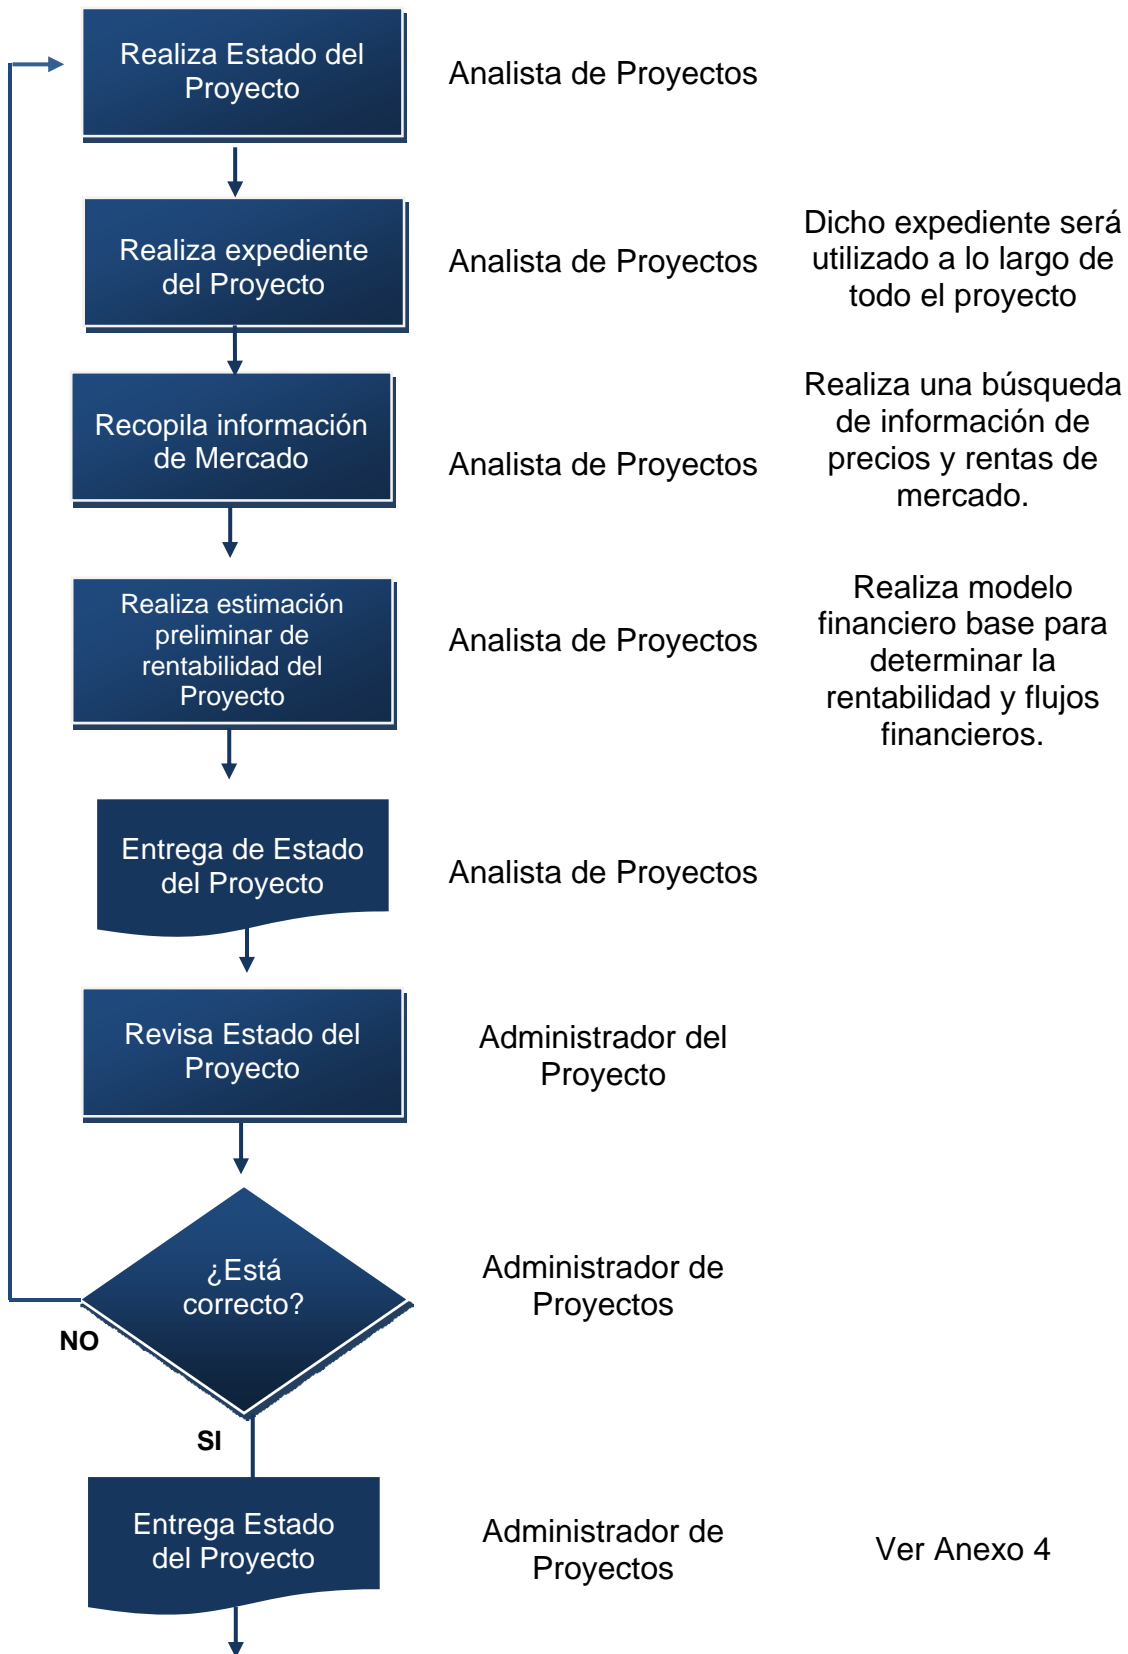 Realiza Estado del
Proyecto
Analista de Proyectos
Realiza expediente
del Proyecto
Analista de Proyectos
Dicho expediente será
utilizado a lo largo de
todo el proyecto
Recopila información
de Mercado
Analista de Proyectos
Realiza una búsqueda
de información de
precios y rentas de
mercado.
Realiza estimación
preliminar de
rentabilidad del
Proyecto
Analista de Proyectos
Realiza modelo
financiero base para
determinar la
rentabilidad y flujos
financieros.
Entrega de Estado
del Proyecto
Analista de Proyectos
Revisa Estado del
Proyecto
Administrador del
Proyecto
¿Está
correcto?
Administrador de
Proyectos
NO
SI
Entrega Estado
del Proyecto
Administrador de
Proyectos
Ver Anexo 4